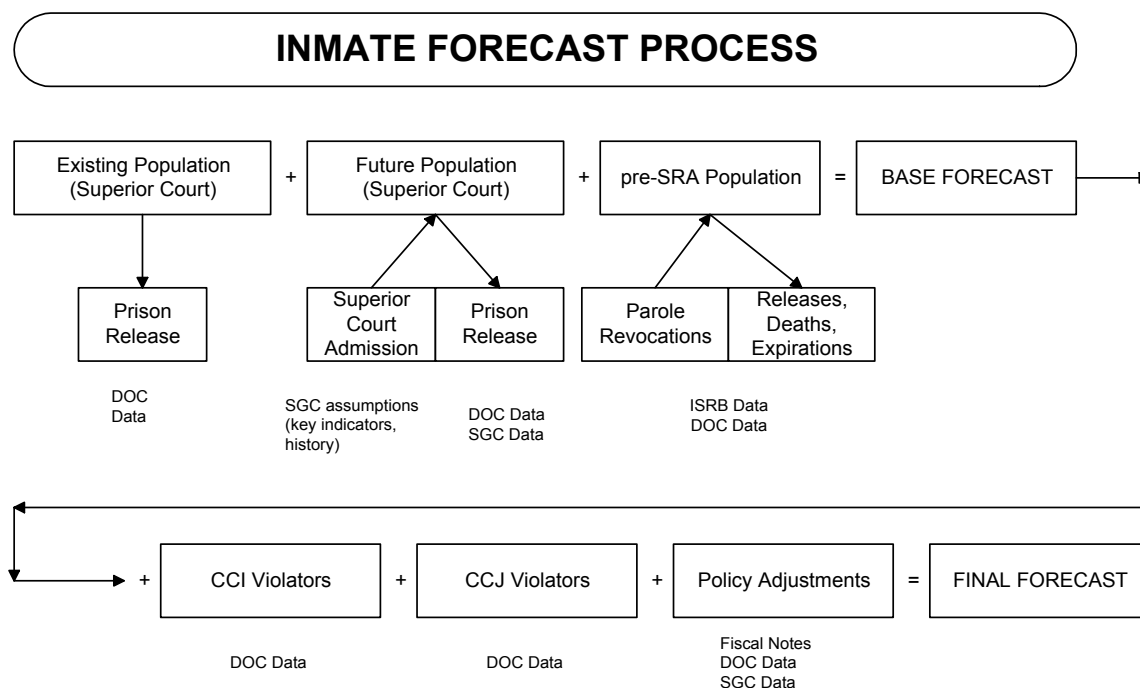 INMATE FORECAST PROCESS
Existing Population
(Superior Court)
+
Future Population
(Superior Court)
+
pre-SRA Population
=
BASE FORECAST
Prison
Release
Superior
Court
Admission
Prison
Release
Parole
Revocations
Releases,
Deaths,
Expirations
DOC
Data
SGC assumptions
(key indicators,
history)
DOC Data
SGC Data
ISRB Data
DOC Data
+
CCI Violators
+
CCJ Violators
+
Policy Adjustments
=
FINAL FORECAST
DOC Data
DOC Data
Fiscal Notes
DOC Data
SGC Data